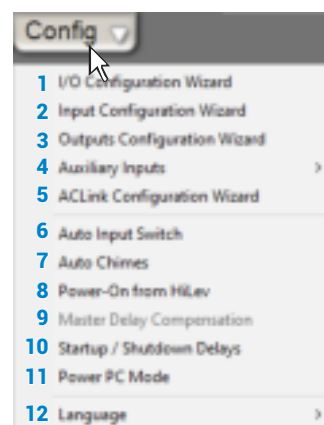 Config
1 I/O Configuration Wizard
2 Input Configuration Wizard
3 Outputs Configuration Wizard
4 Auxiliary Inputs >
5 ACLink Configuration Wizard
6 Auto Input Switch
7 Auto Chimes
8 Power-On from HiLev
9 Master Delay Compensation
10 Startup / Shutdown Delays
11 Power PC Mode
12 Language >